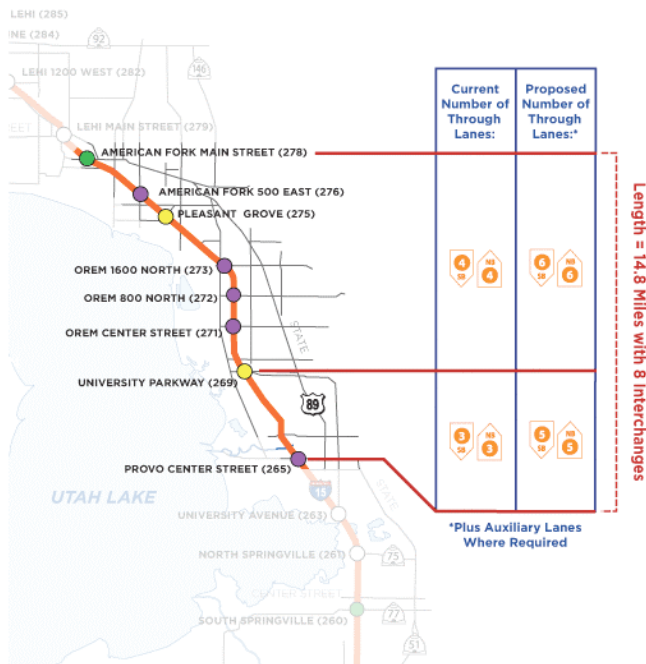 LEHI (285)
NE (284)
92
LEHI 1200 WEST (282)
146
EET
LEHI MAIN STREET (279)
AMERICAN FORK MAIN STREET (278)
AMERICAN FORK 500 EAST (276)
PLEASANT GROVE (275)
OREM 1600 NORTH (273)
OREM 800 NORTH (272)
OREM CENTER STREET (271)
STATE
UNIVERSITY PARKWAY (269)
89
PROVO CENTER STREET (265)
15
UTAH LAKE
STATE
UNIVERSITY AVENUE (263)
NORTH SPRINGVILLE (261)
75
CENTER STREET
SOUTH SPRINGVILLE (260)
77
51
Current
Number of
Through
Lanes:
Proposed
Number of
Through
Lanes:*
4
SB
NB
4
6
SB
NB
6
3
SB
NB
3
5
SB
NB
5
*Plus Auxiliary Lanes
Where Required
Length = 14.8 Miles with 8 Interchanges